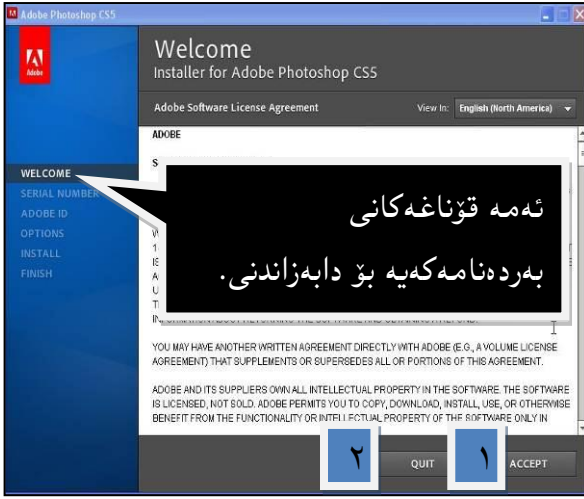 Adobe Photoshop CS5
Adobe
Welcome
Installer for Adobe Photoshop CS5
Adobe Software License Agreement
View In: English (North America)
WELCOME
SERIAL NUMBER
ADOBE ID
OPTIONS
INSTALL
FINISH
ADOBE
ئەمە قۆناغەکانی
بەردەنامەکەیە بۆ دابەزاندنی.
YOU MAY HAVE ANOTHER WRITTEN AGREEMENT DIRECTLY WITH ADOBE (E.G., A VOLUME LICENSE
AGREEMENT) THAT SUPPLEMENTS OR SUPERSEDES ALL OR PORTIONS OF THIS AGREEMENT.
ADOBE AND ITS SUPPLIERS OWN ALL INTELLECTUAL PROPERTY IN THE SOFTWARE. THE SOFTWARE
IS LICENSED, NOT SOLD. ADOBE PERMITS YOU TO COPY, DOWNLOAD, INSTALL, USE, OR OTHERWISE
BENEFIT FROM THE FUNCTIONALITY OR INTELLECTUAL PROPERTY OF THE SOFTWARE ONLY IN
٢ QUIT ١ ACCEPT